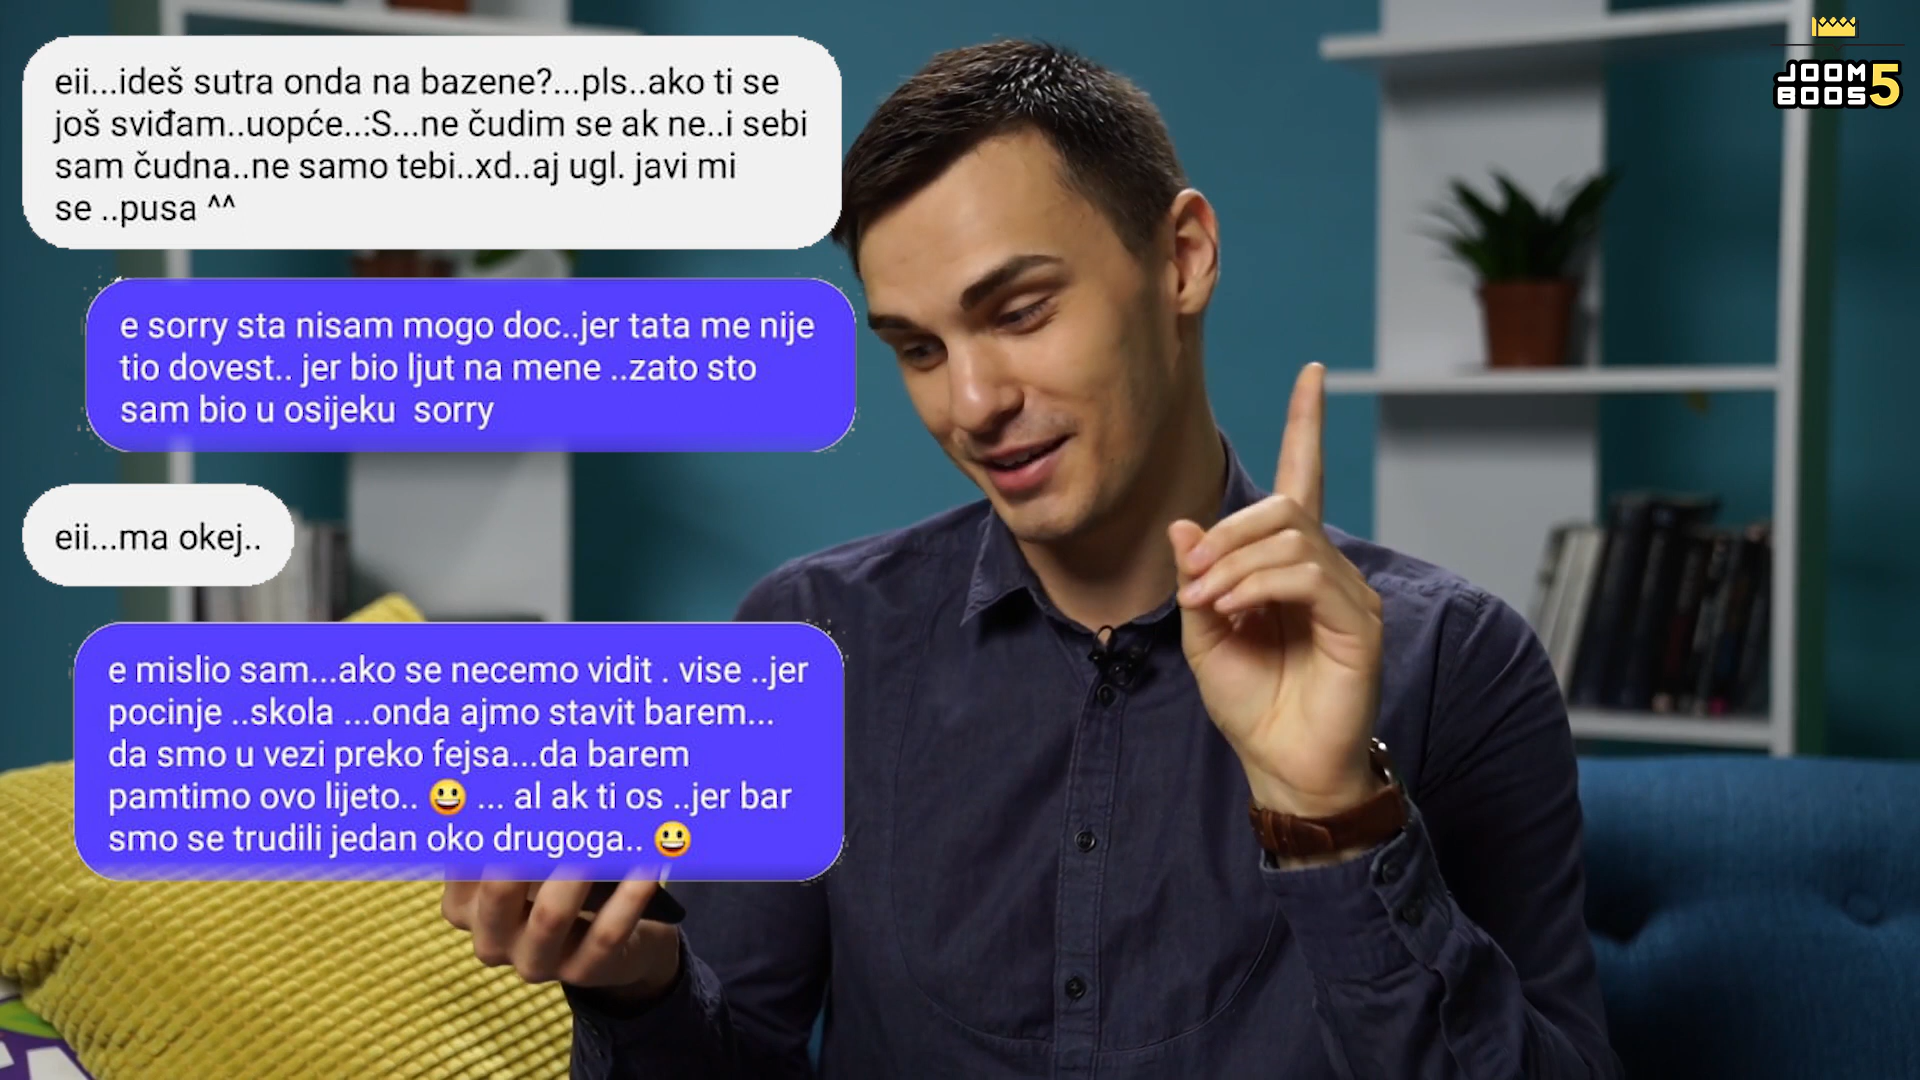 eii...ideš sutra onda na bazene?...pls..ako ti se
još sviđam..uopće..:S...ne čudim se ak ne..i sebi
sam čudna..ne samo tebi..xd..aj ugl. javi mi
se ..pusa ^^
e sorry sta nisam mogo doc..jer tata me nije
tio dovest.. jer bio ljut na mene ..zato sto
sam bio u osijeku  sorry
eii...ma okej..
e mislio sam...ako se necemo vidit . vise ..jer
pocinje ..skola ...onda ajmo stavit barem...
da smo u vezi preko fejsa...da barem
pamtimo ovo lijeto.. 😀 ... al ak ti os ..jer bar
smo se trudili jedan oko drugoga.. 😀
JOOM
BOOS 5